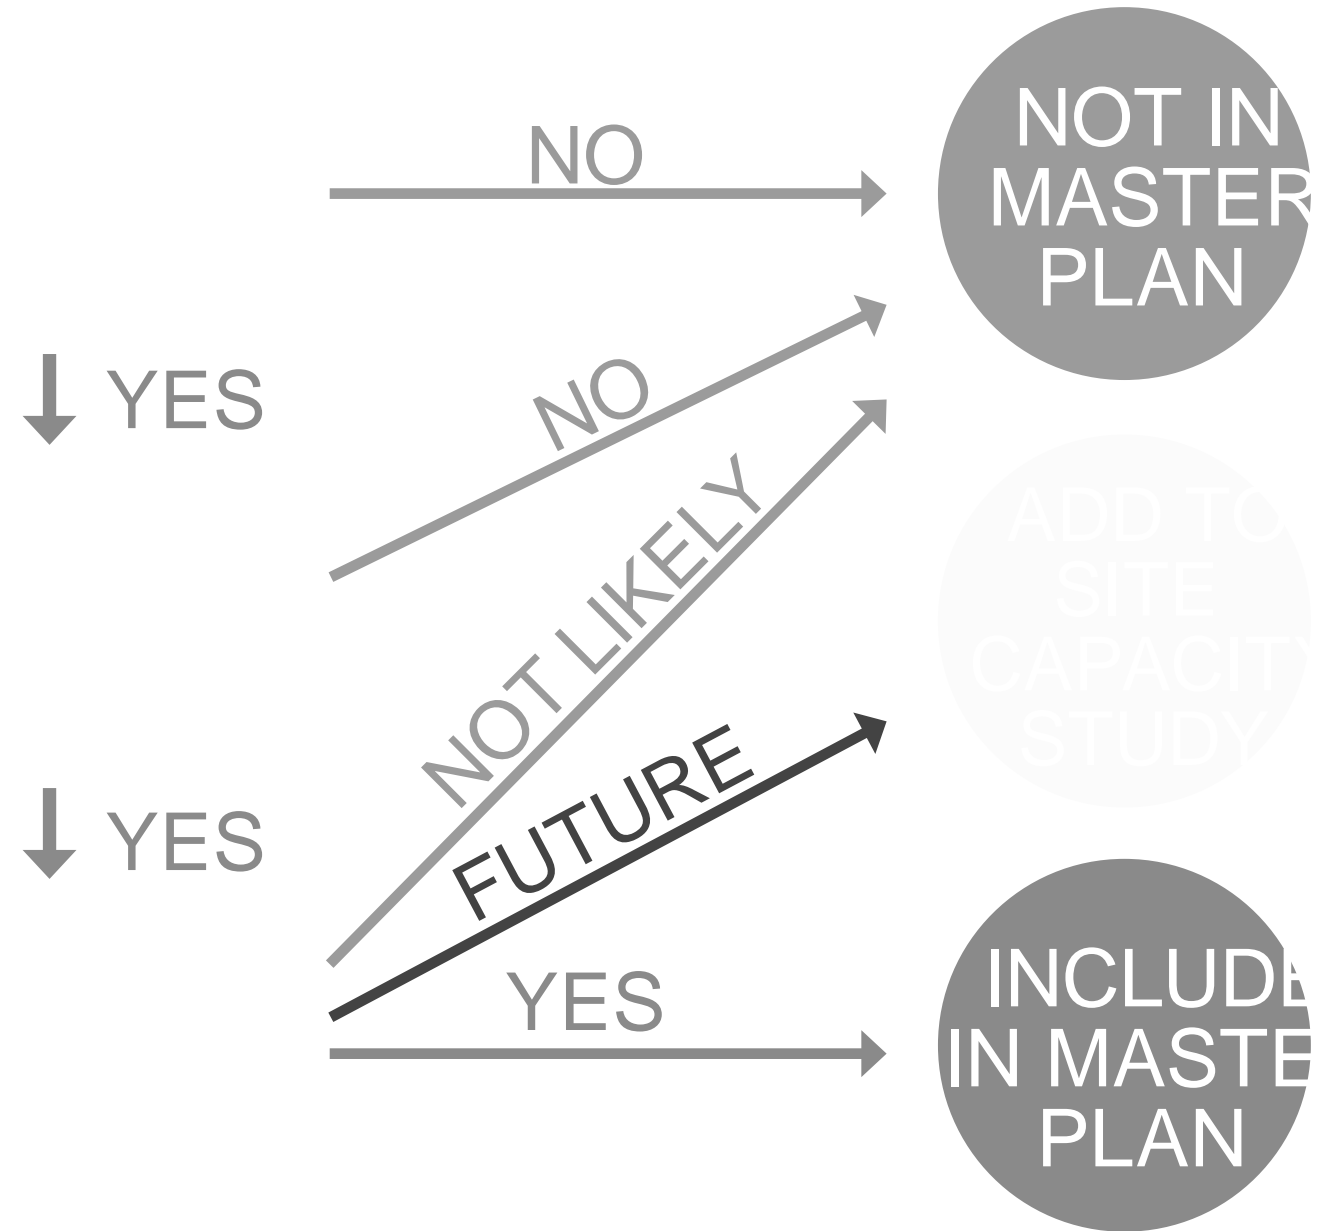 NO
NOT IN
MASTER
PLAN
YES
NO
NOT LIKELY
ADD TO
SITE
CAPACITY
STUDY
FUTURE
YES
YES
INCLUDE
IN MASTE
PLAN